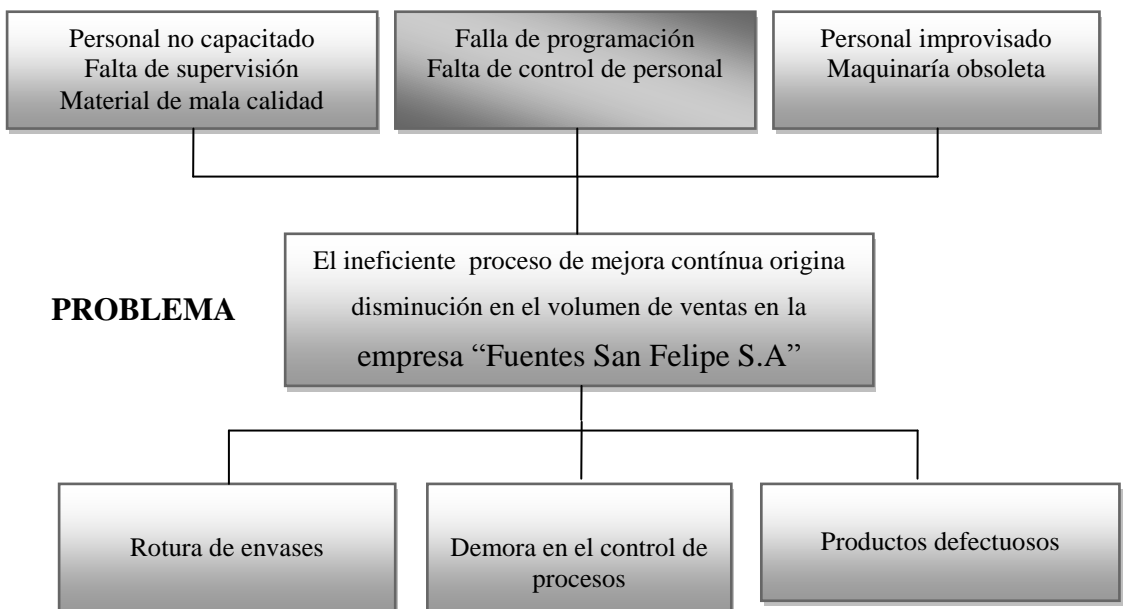 Personal no capacitado
Falta de supervisión
Material de mala calidad
Falla de programación
Falta de control de personal
Personal improvisado
Maquinaría obsoleta
El ineficiente proceso de mejora contínua origina
disminución en el volumen de ventas en la
empresa “Fuentes San Felipe S.A”
PROBLEMA
Rotura de envases
Demora en el control de
procesos
Productos defectuosos